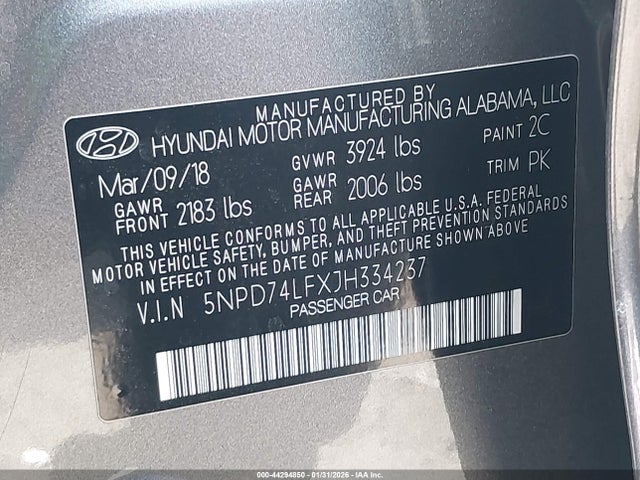 MANUFACTURED BY
HYUNDAI MOTOR MANUFACTURING ALABAMA, LLC
Mar/09/18 GVWR 3924 lbs PAINT 2C
GAWR FRONT 2183 lbs GAWR REAR 2006 lbs TRIM PK
THIS VEHICLE CONFORMS TO ALL APPLICABLE U.S.A. FEDERAL
MOTOR VEHICLE SAFETY, BUMPER, AND THEFT PREVENTION STANDARDS
IN EFFECT ON THE DATE OF MANUFACTURE SHOWN ABOVE
V.I.N 5NPD74LFXJH334237
PASSENGER CAR
000-44294850 - 01/31/2026 - IAA Inc.